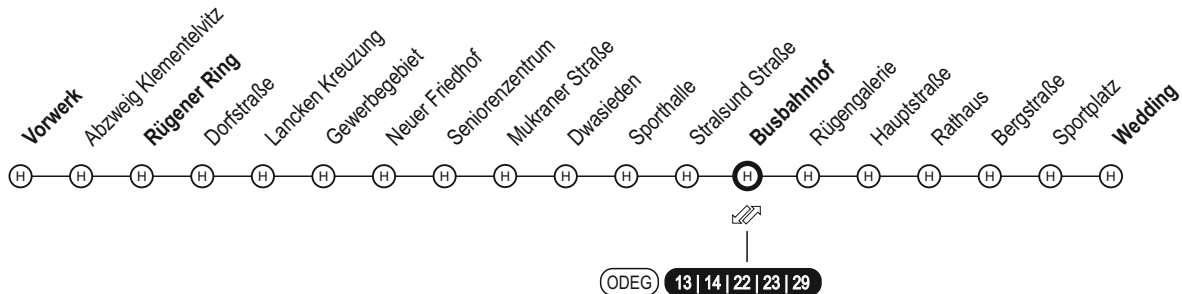 Vorwerk
Abzweig Klementelvitz
Rügener Ring
Dorfstraße
Lancken Kreuzung
Gewerbegebiet
Neuer Friedhof
Seniorenzentrum
Mukraner Straße
Dwasieden
Sporthalle
Stralsund Straße
Busbahnhof
Rügengalerie
Hauptstraße
Rathaus
Bergstraße
Sportplatz
Wedding
H H H H H H H H H H H H H H H H H H H
ODEG 13 | 14 | 22 | 23 | 29